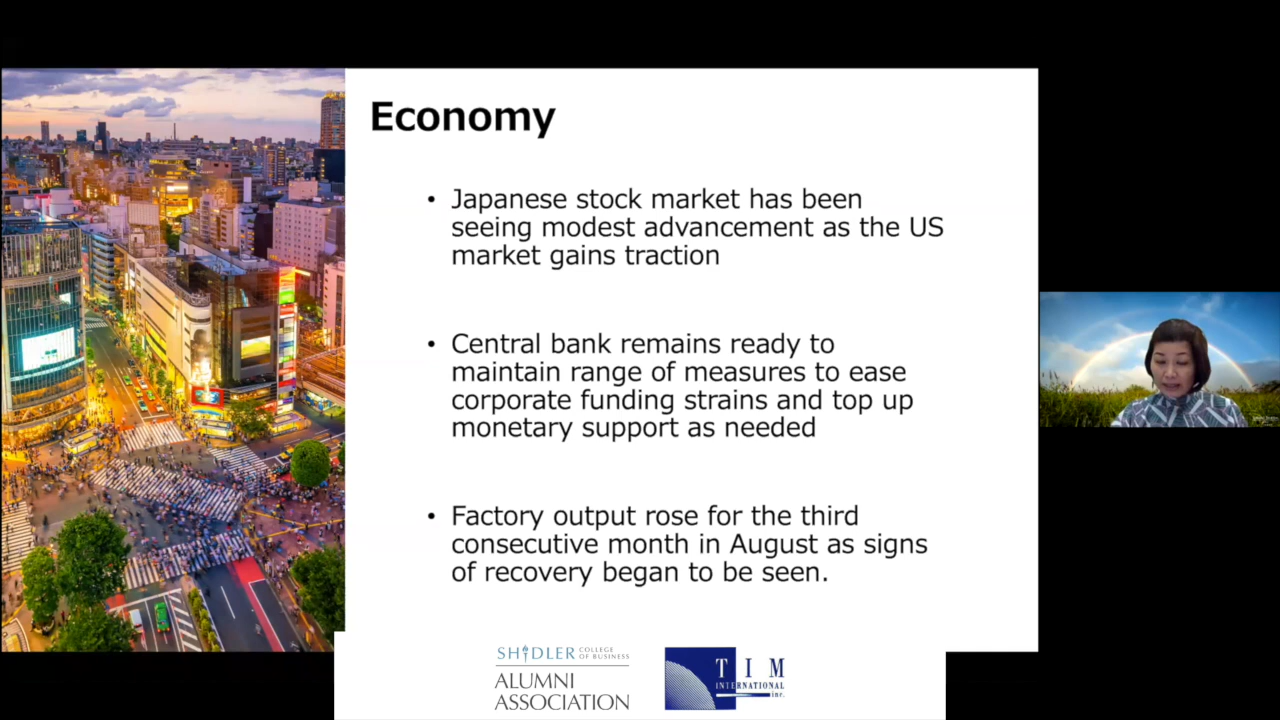 Economy
• Japanese stock market has been
seeing modest advancement as the US
market gains traction
• Central bank remains ready to
maintain range of measures to ease
corporate funding strains and top up
monetary support as needed
• Factory output rose for the third
consecutive month in August as signs
of recovery began to be seen.
SHIDLER COLLEGE
OF BUSINESS
ALUMNI
ASSOCIATION
TIM
INTERNATIONAL
inc.